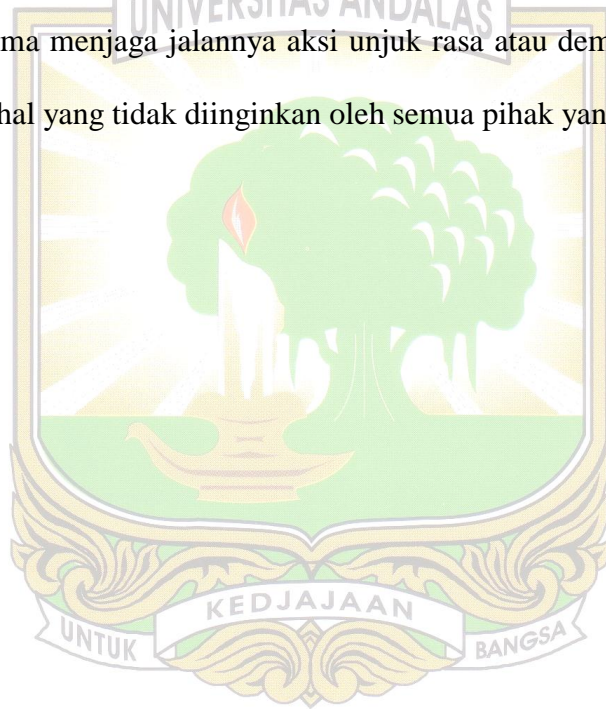 UNIVERSITAS ANDALAS
ma menjaga jalannya aksi unjuk rasa atau dem
hal yang tidak diinginkan oleh semua pihak yan
KEDJAJAAN
UNTUK BANGSA